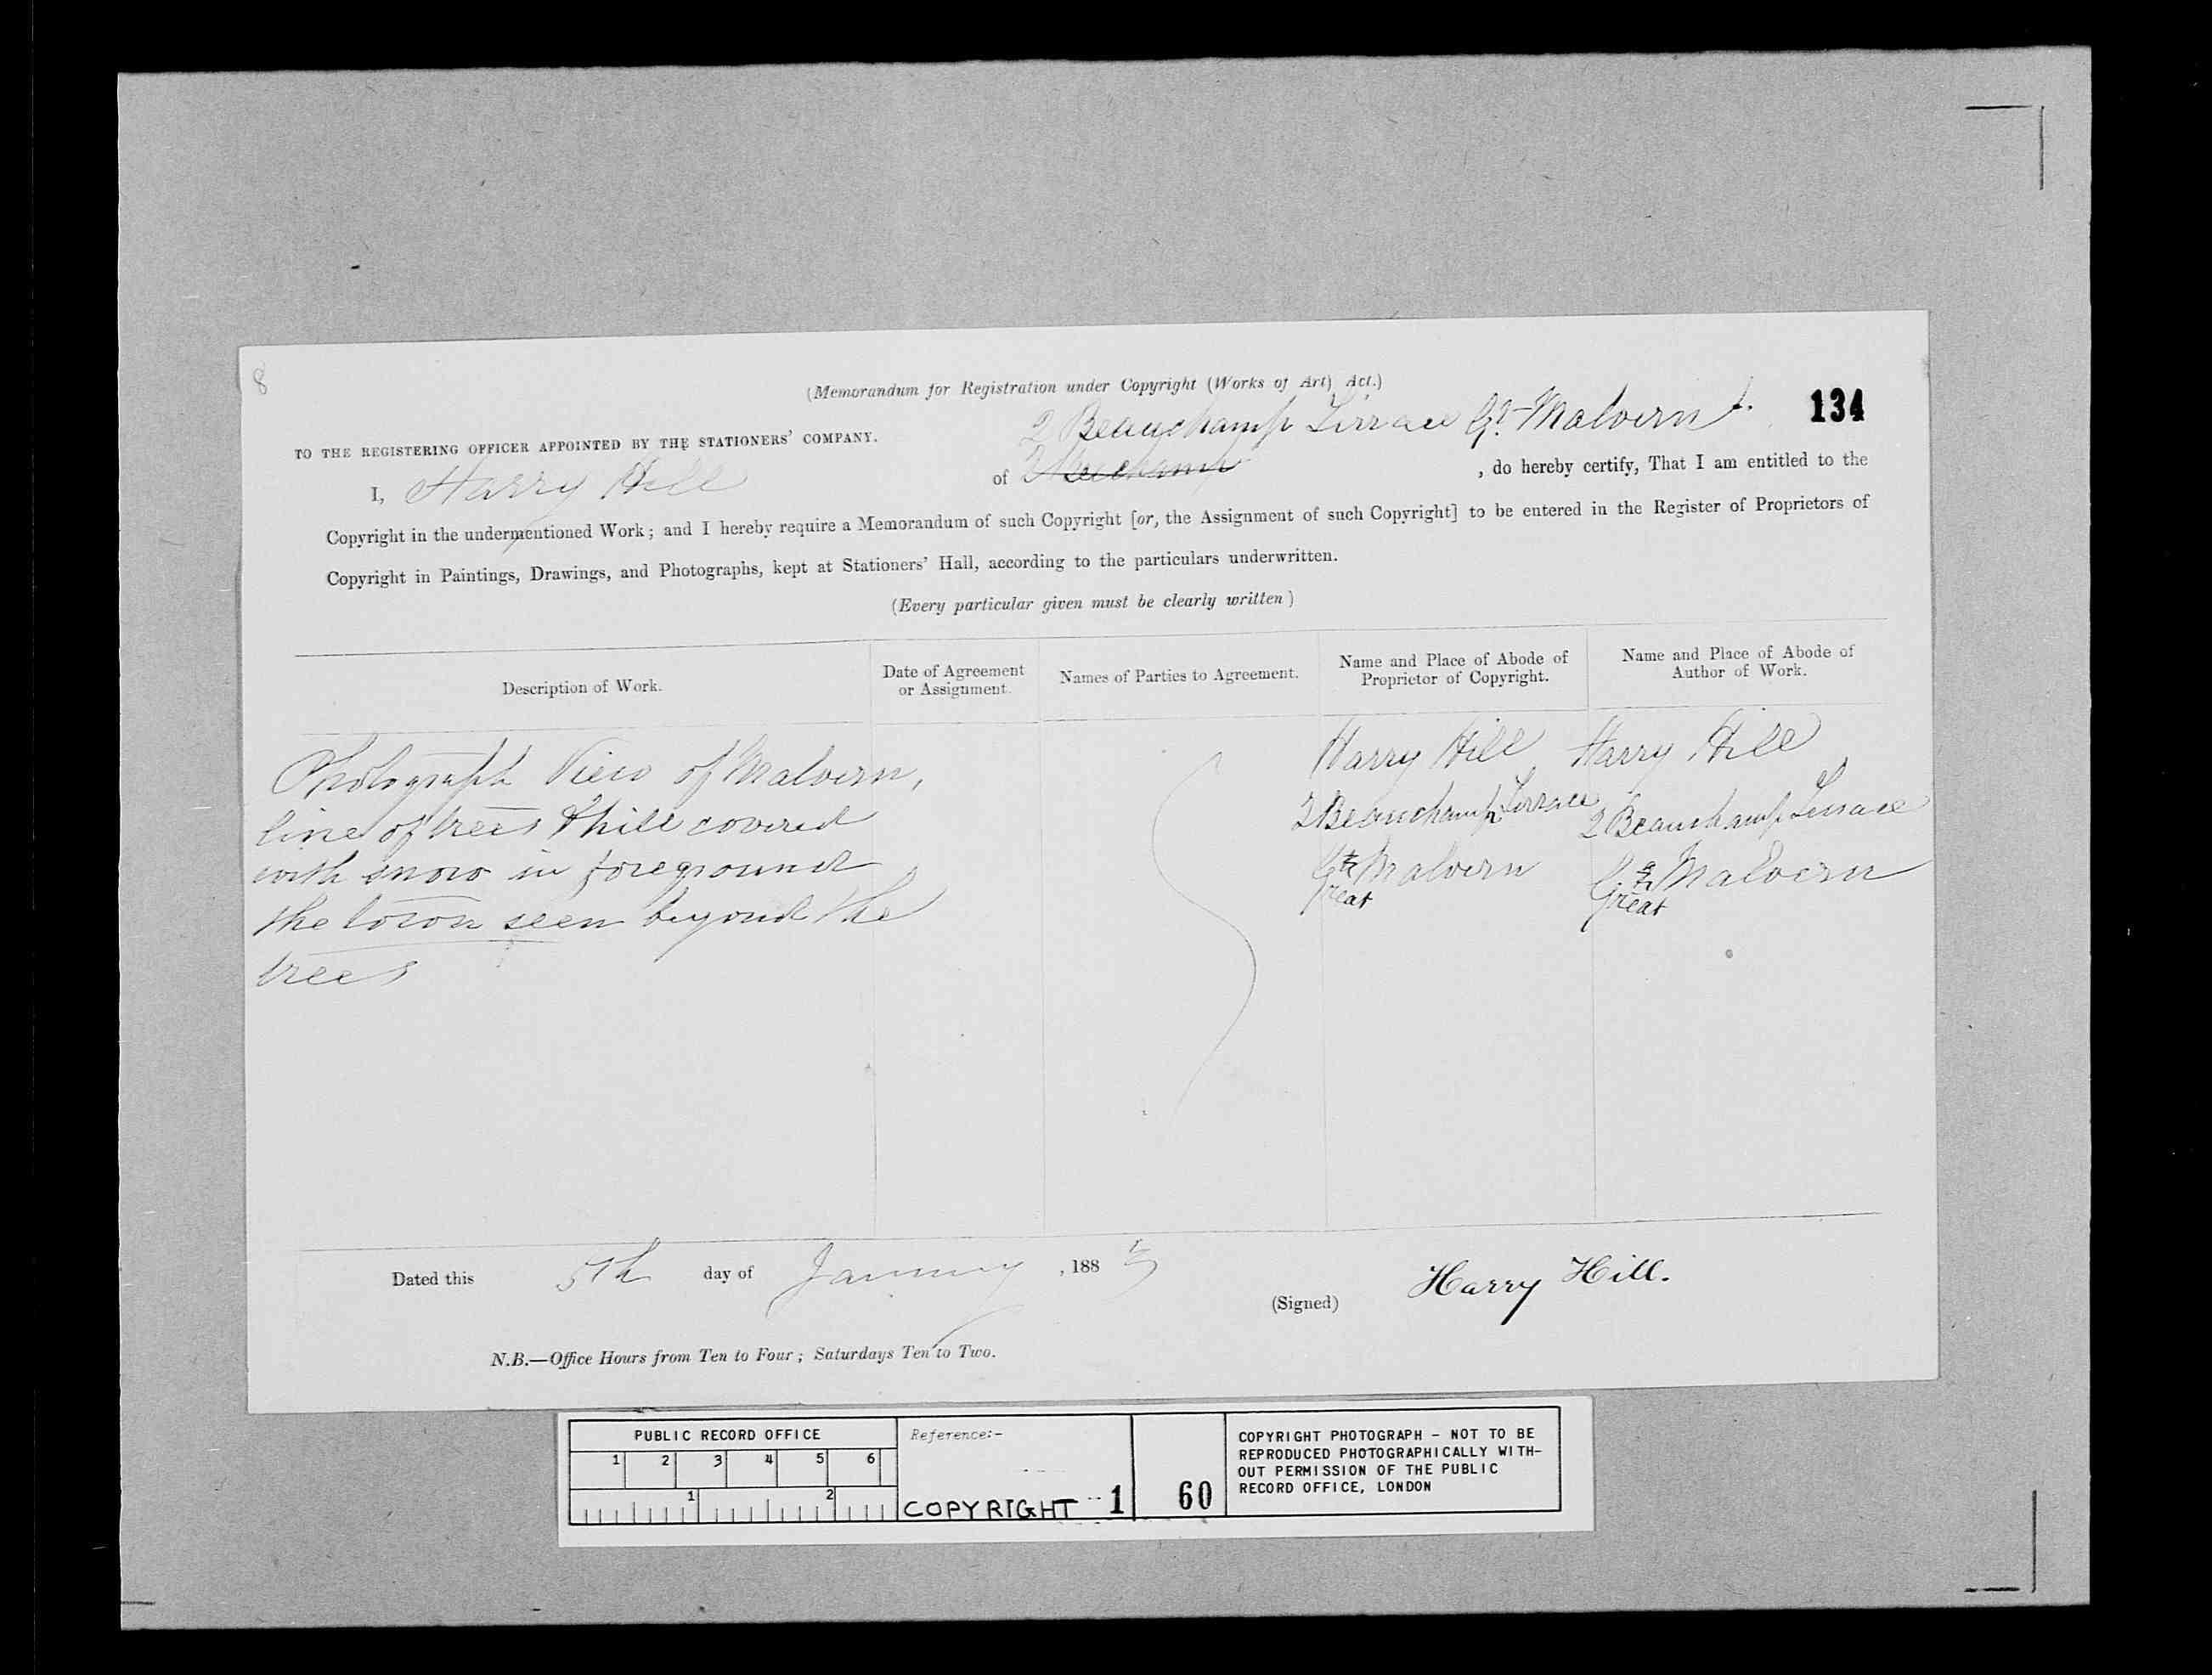 8
(Memorandum for Registration under Copyright (Works of Art) Act.)
134
2 Beauchamp Terrace Gt Malvern
TO THE REGISTERING OFFICER APPOINTED BY THE STATIONERS' COMPANY.
I, Harry Hill of , do hereby certify, That I am entitled to the
Copyright in the undermentioned Work; and I hereby require a Memorandum of such Copyright [or, the Assignment of such Copyright] to be entered in the Register of Proprietors of
Copyright in Paintings, Drawings, and Photographs, kept at Stationers' Hall, according to the particulars underwritten.
(Every particular given must be clearly written)
Description of Work.
Date of Agreement
or Assignment.
Names of Parties to Agreement.
Name and Place of Abode of
Proprietor of Copyright.
Name and Place of Abode of
Author of Work.
Photograph View of Malvern,
line of trees & hill covered
with snow in foreground
the town seen beyond the
trees
Harry Hill
2 Beauchamp Terrace
Gt Malvern
Great
Harry Hill
2 Beauchamp Terrace
Gt Malvern
Great
Dated this 5th day of January, 1883
(Signed) Harry Hill.
N.B.—Office Hours from Ten to Four; Saturdays Ten to Two.
PUBLIC RECORD OFFICE
1 2 3 4 5 6
1 2
Reference:-
COPYRIGHT 1 60
COPYRIGHT PHOTOGRAPH - NOT TO BE
REPRODUCED PHOTOGRAPHICALLY WITH-
OUT PERMISSION OF THE PUBLIC
RECORD OFFICE, LONDON